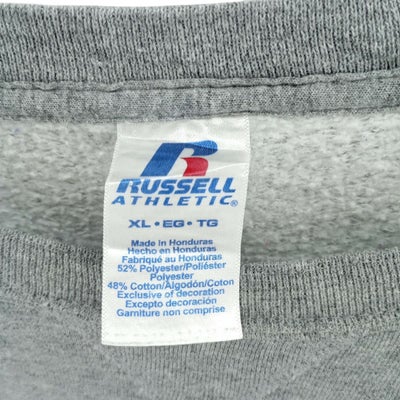 RUSSELL
ATHLETIC®
XL • EG • TG
Made in Honduras
Hecho en Honduras
Fabriqué au Honduras
52% Polyester/Poliéster
Polyester
48% Cotton/Algodón/Coton
Exclusive of decoration
Excepto decoración
Garniture non comprise